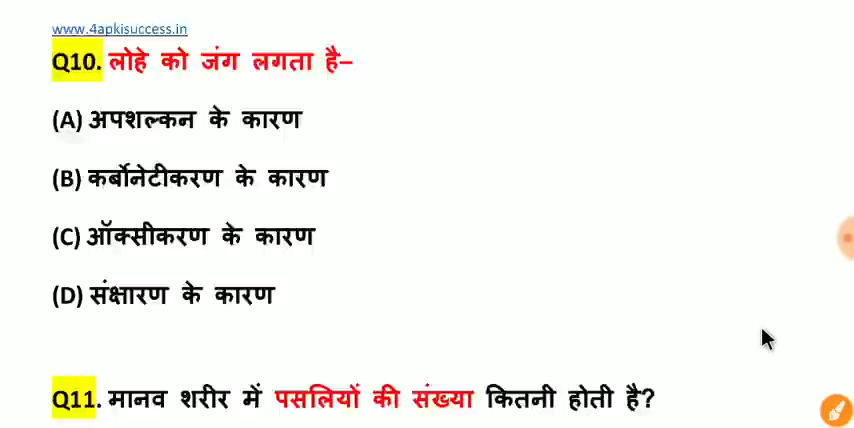 www.4apkisuccess.in
Q10. लोहे को जंग लगता है–
(A) अपशल्कन के कारण
(B) कर्बोनेटीकरण के कारण
(C) ऑक्सीकरण के कारण
(D) संक्षारण के कारण
Q11. मानव शरीर में पसलियों की संख्या कितनी होती है?